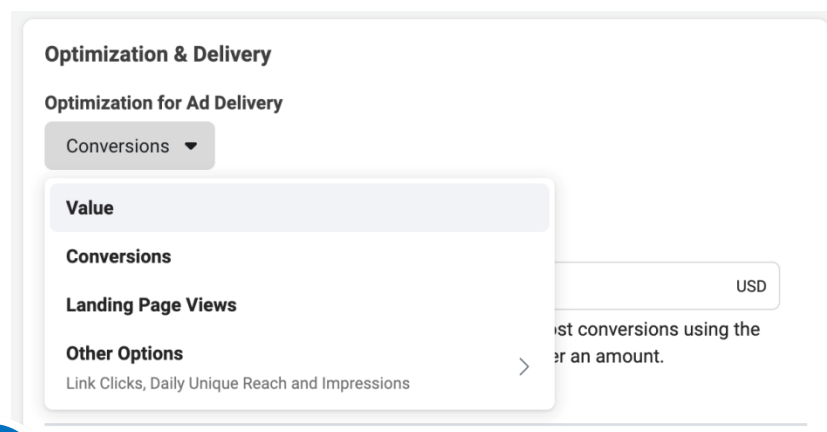 Optimization & Delivery
Optimization for Ad Delivery
Conversions
Value
Conversions
Landing Page Views
Other Options
Link Clicks, Daily Unique Reach and Impressions
USD
conversions using the
an amount.